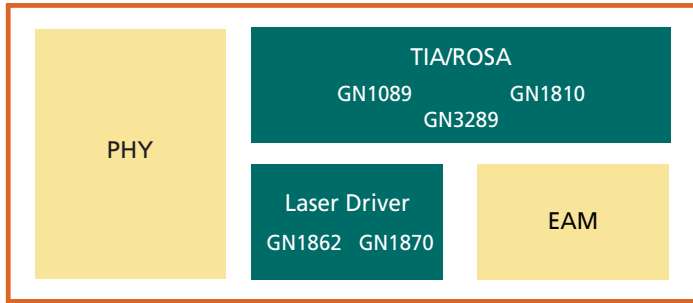 PHY
TIA/ROSA
GN1089 GN1810
GN3289
Laser Driver
GN1862 GN1870
EAM